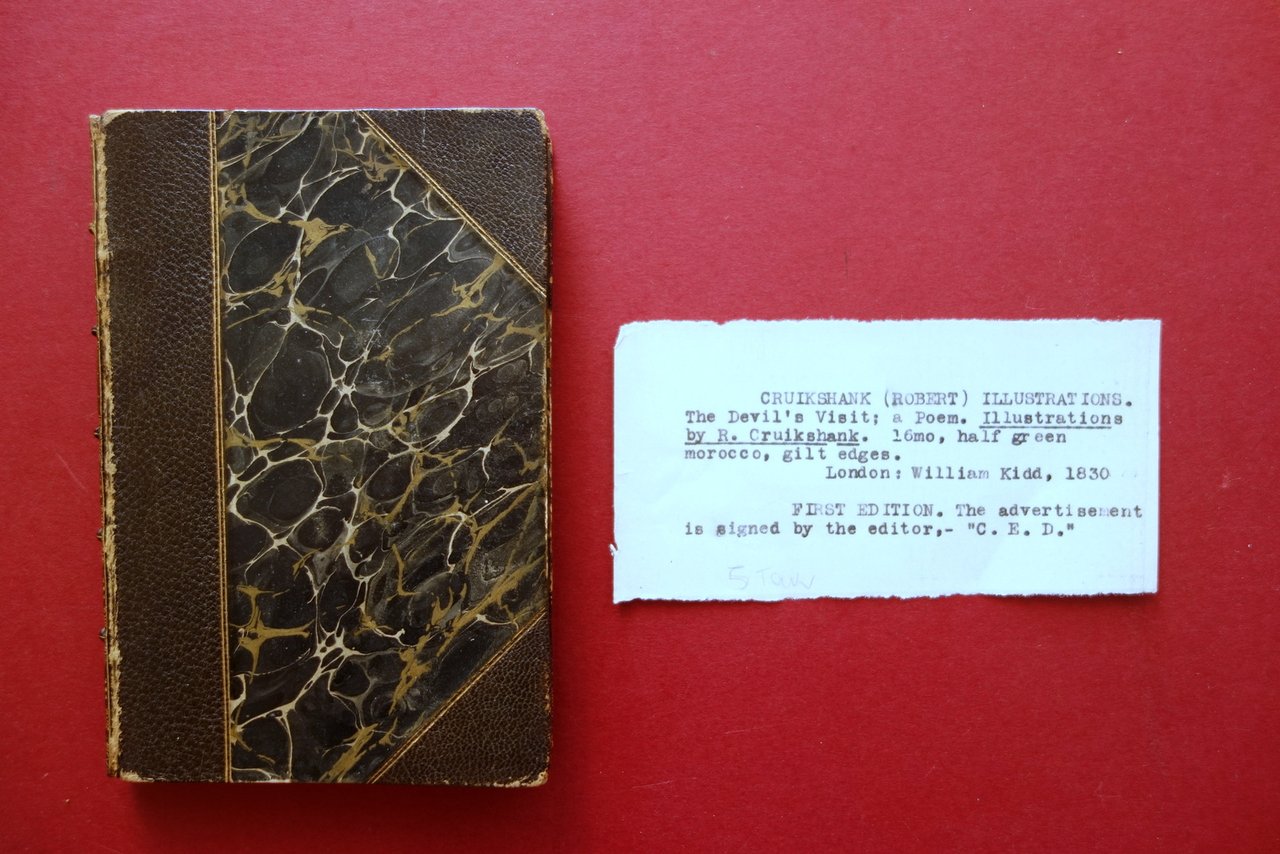 CRUIKSHANK (ROBERT) ILLUSTRATIONS.
The Devil's Visit; a Poem. Illustrations
by R. Cruikshank. 16mo, half green
morocco, gilt edges.
London: William Kidd, 1830
FIRST EDITION. The advertisement
is signed by the editor,- "C. E. D."
5